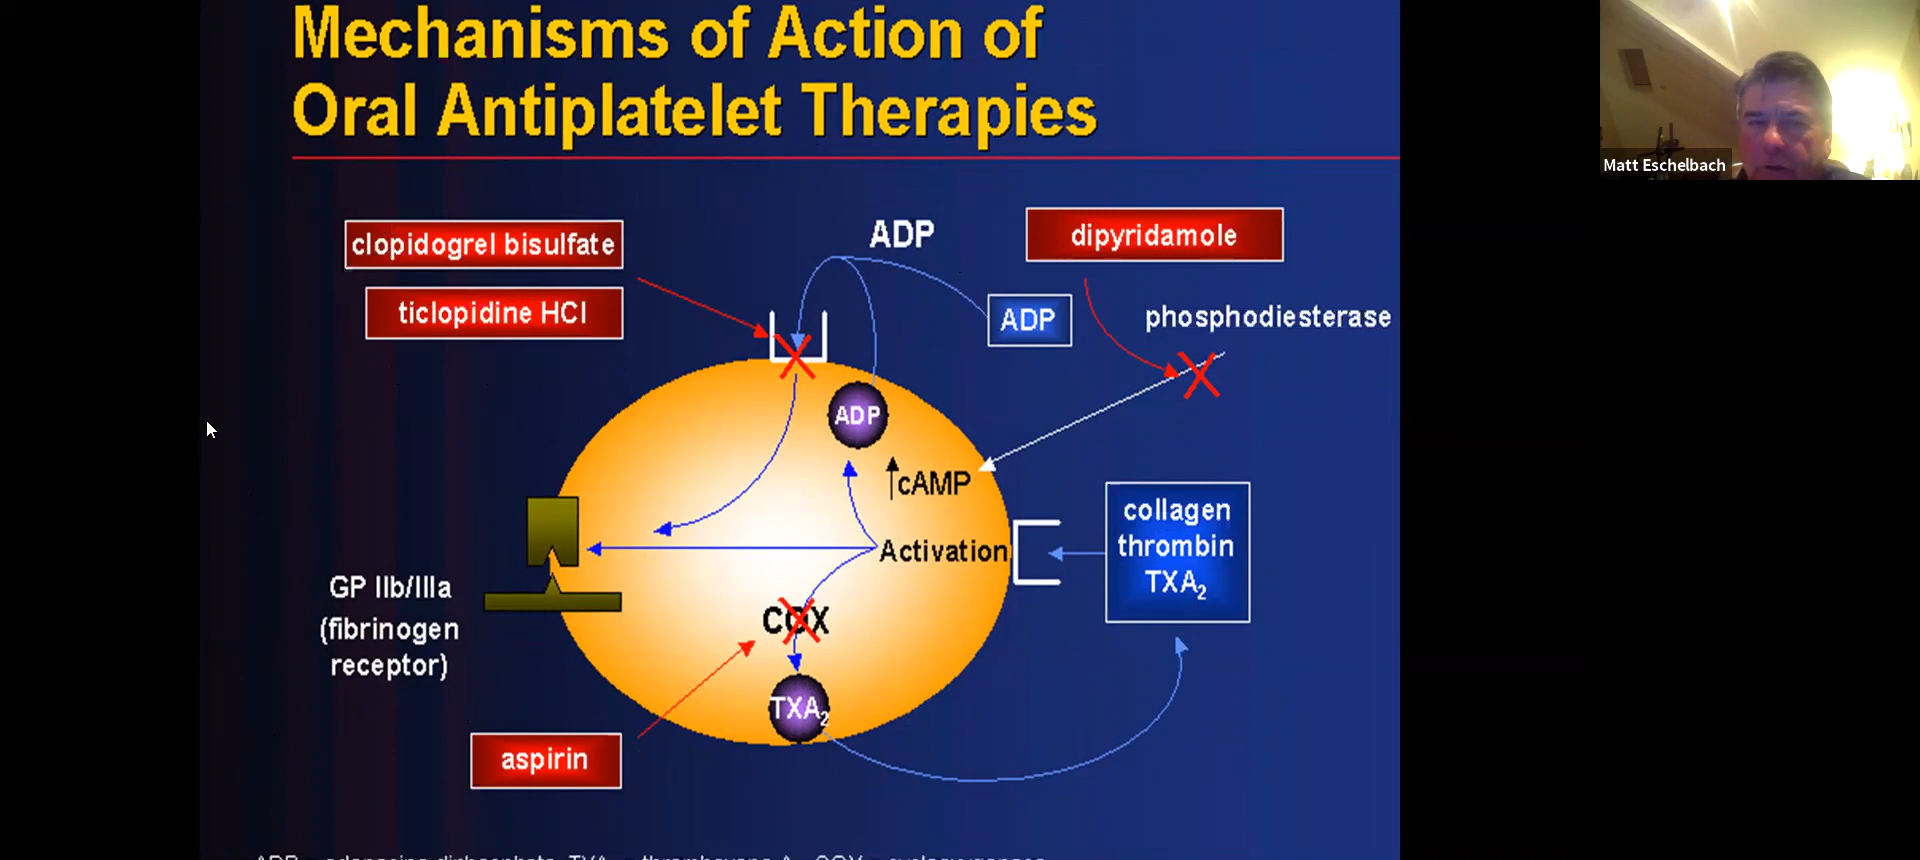 Mechanisms of Action of
Oral Antiplatelet Therapies
Matt Eschelbach
clopidogrel bisulfate
ticlopidine HCl
ADP
dipyridamole
ADP
phosphodiesterase
ADP
↑cAMP
collagen
thrombin
TXA₂
Activation
GP IIb/IIIa
(fibrinogen
receptor)
COX
TXA₂
aspirin